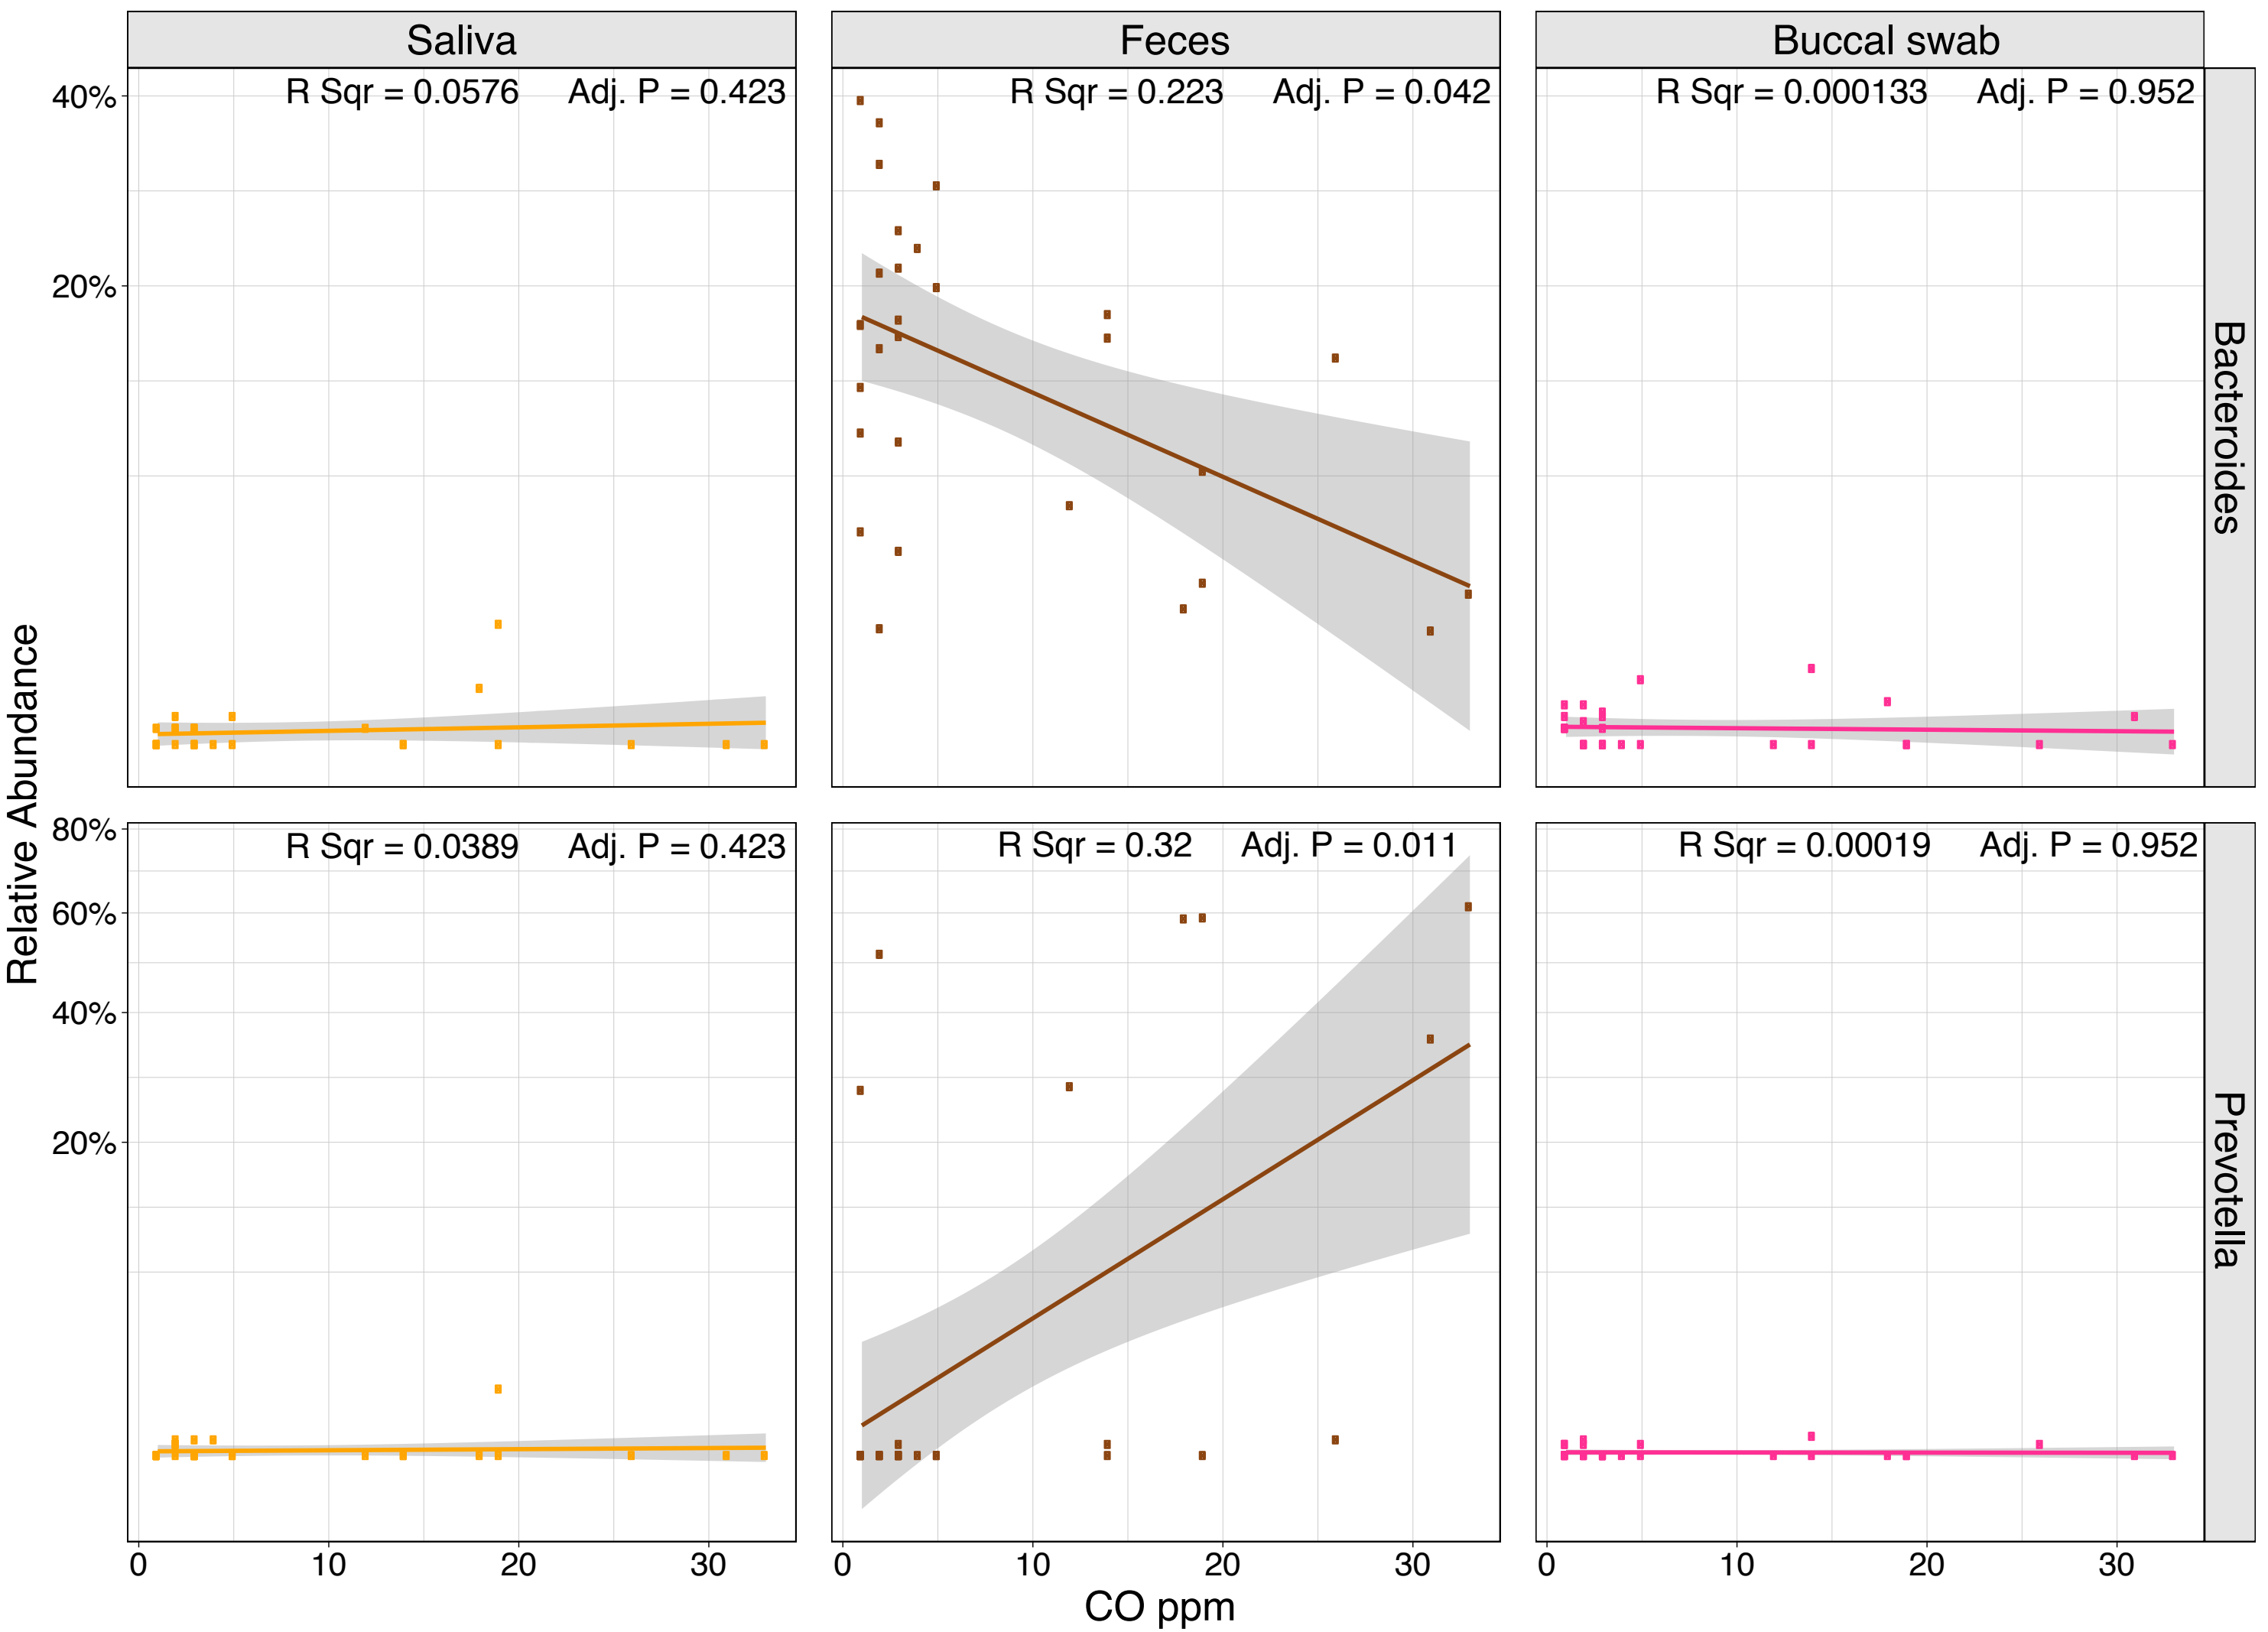 Saliva
Feces
Buccal swab
R Sqr = 0.0576 Adj. P = 0.423
R Sqr = 0.223 Adj. P = 0.042
R Sqr = 0.000133 Adj. P = 0.952
40%
20%
Bacteroides
Relative Abundance
R Sqr = 0.0389 Adj. P = 0.423
R Sqr = 0.32 Adj. P = 0.011
R Sqr = 0.00019 Adj. P = 0.952
80%
60%
40%
20%
Prevotella
0 10 20 30
0 10 20 30
0 10 20 30
CO ppm